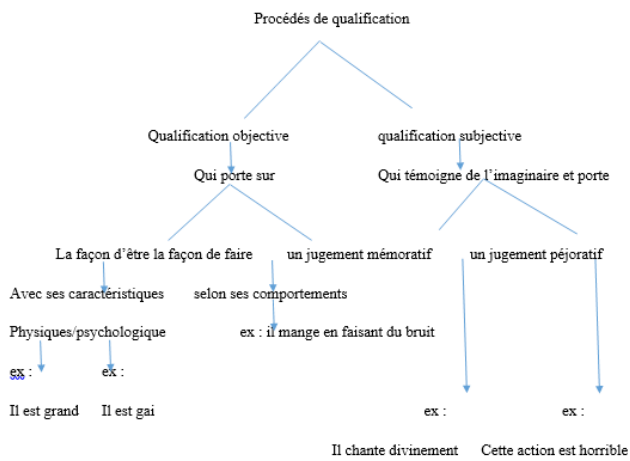 Procédés de qualification
Qualification objective qualification subjective
Qui porte sur Qui témoigne de l’imaginaire et porte
La façon d’être la façon de faire un jugement mémoratif un jugement péjoratif
Avec ses caractéristiques selon ses comportements
Physiques/psychologique ex : il mange en faisant du bruit
ex : ex :
Il est grand Il est gai ex : ex :
Il chante divinement Cette action est horrible